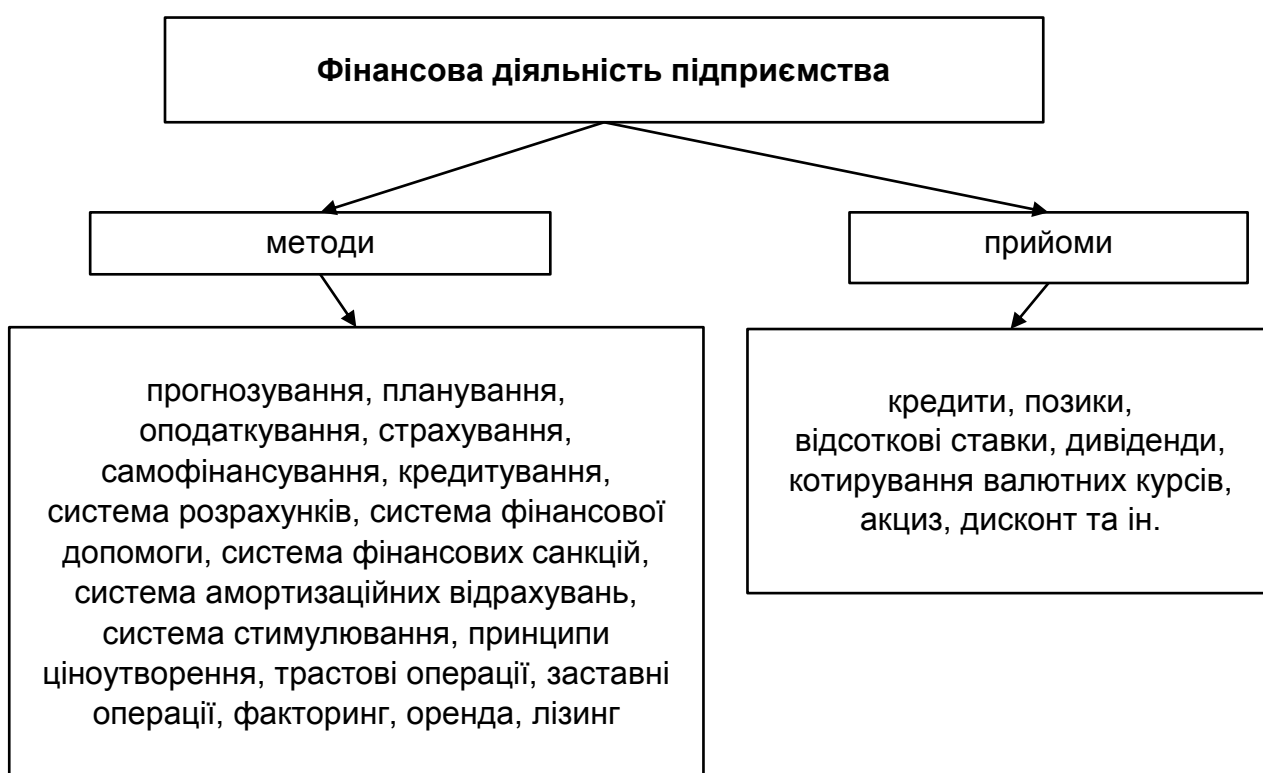 Фінансова діяльність підприємства
методи
прийоми
прогнозування, планування,
оподаткування, страхування,
самофінансування, кредитування,
система розрахунків, система фінансової
допомоги, система фінансових санкцій,
система амортизаційних відрахувань,
система стимулювання, принципи
ціноутворення, трастові операції, заставні
операції, факторинг, оренда, лізинг
кредити, позики,
відсоткові ставки, дивіденди,
котирування валютних курсів,
акциз, дисконт та ін.